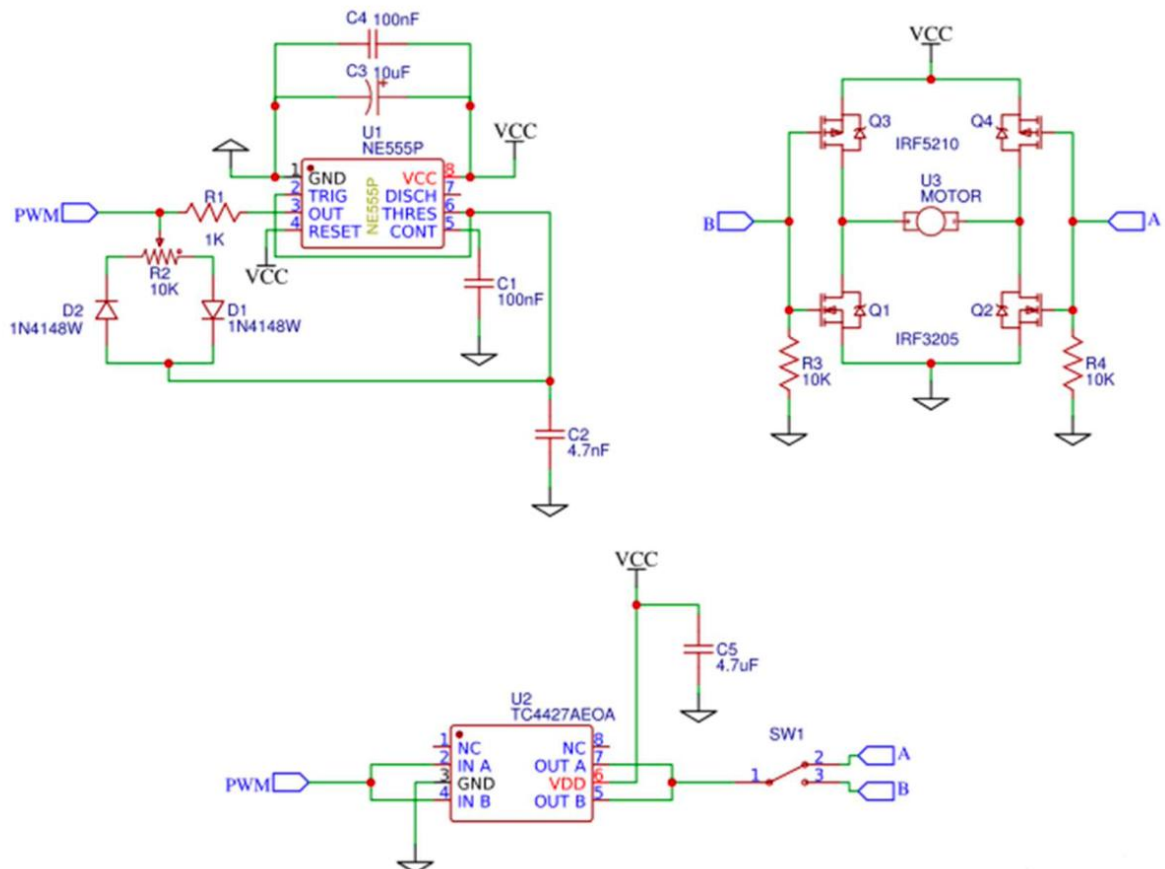 C4 100nF
C3 10uF
+
U1
NE555P
VCC
1 GND
2 TRIG
3 OUT
4 RESET
NE555P
VCC 8
DISCH 7
THRES 6
CONT 5
PWM
R1
1K
VCC
R2
10K
D2
1N4148W
D1
1N4148W
C1
100nF
C2
4.7nF
VCC
Q3
Q4
IRF5210
U3
MOTOR
B
A
Q1
Q2
IRF3205
R3
10K
R4
10K
VCC
C5
4.7uF
U2
TC4427AEOA
1 NC
2 IN A
3 GND
4 IN B
NC 8
OUT A 7
VDD 6
OUT B 5
PWM
SW1
1
2
3
A
B